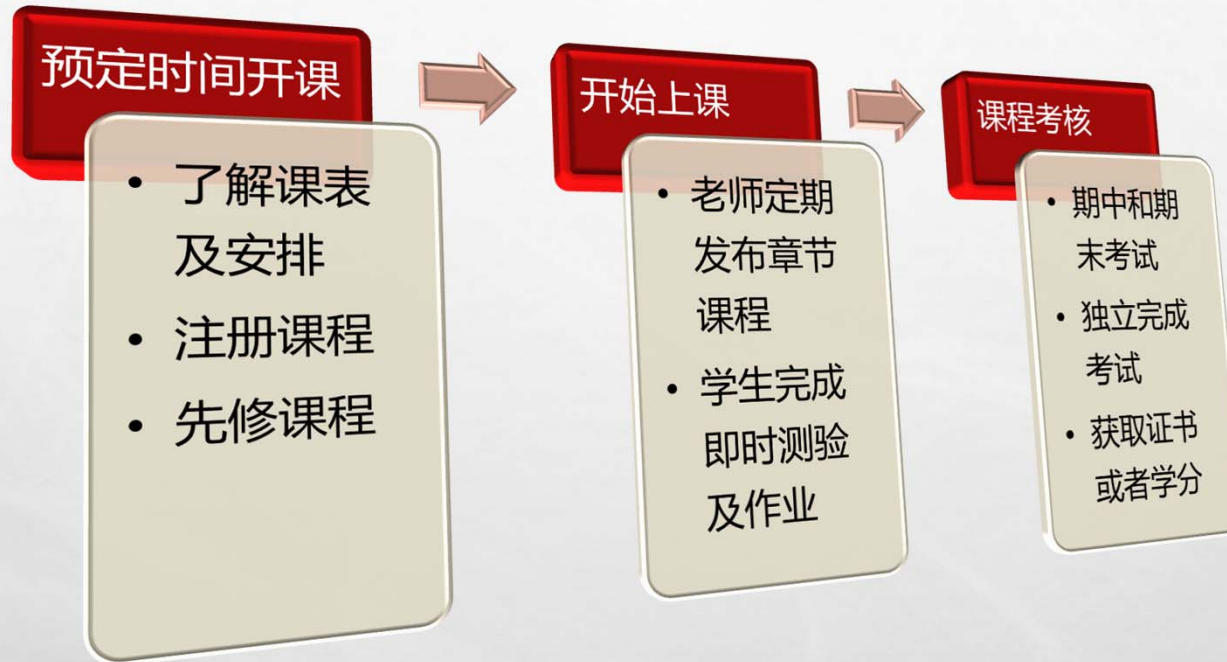 预定时间开课
• 了解课表
及安排
• 注册课程
• 先修课程
开始上课
• 老师定期
发布章节
课程
• 学生完成
即时测验
及作业
课程考核
• 期中和期
末考试
• 独立完成
考试
• 获取证书
或者学分